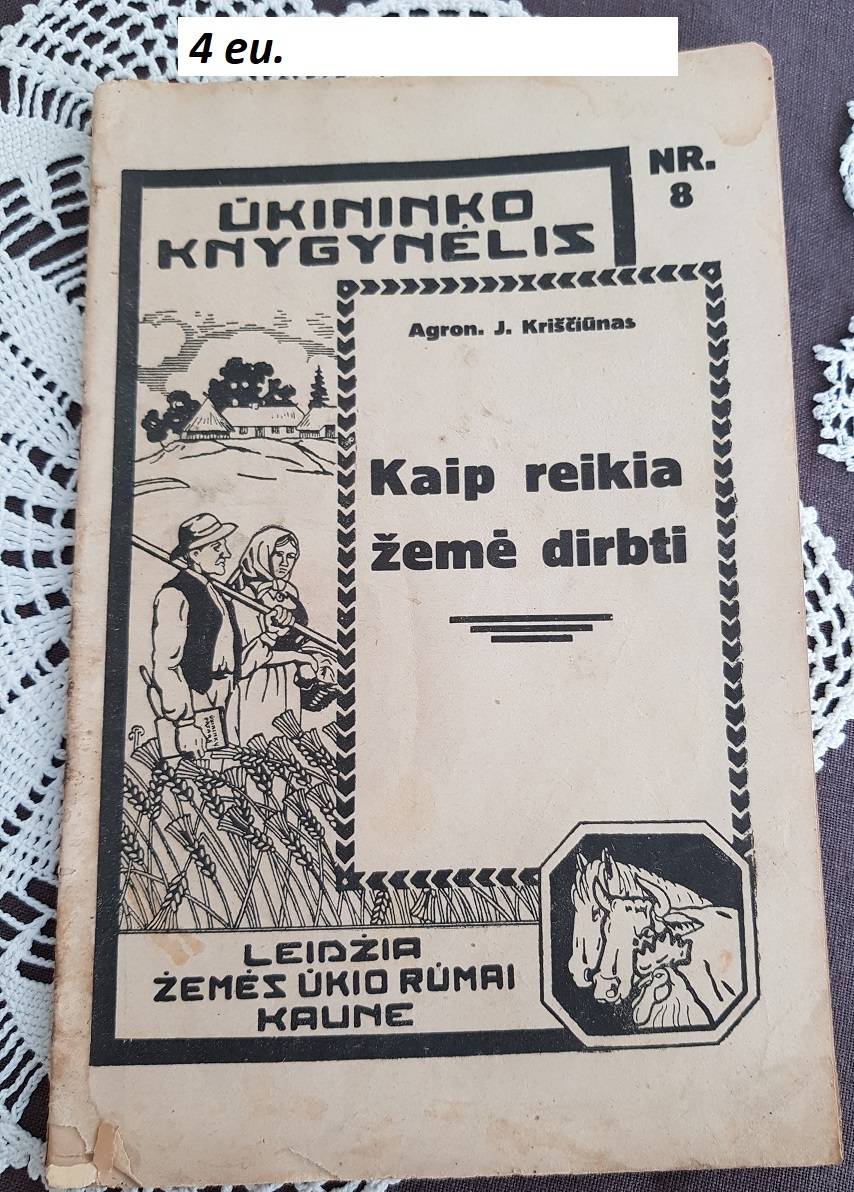 4 eu.
NR.
8
ŪKININKO
KNYGYNĖLIS
Agron. J. Kriščiūnas
Kaip reikia
žemė dirbti
LEIDŽIA
ŽEMĖS ŪKIO RŪMAI
KAUNE